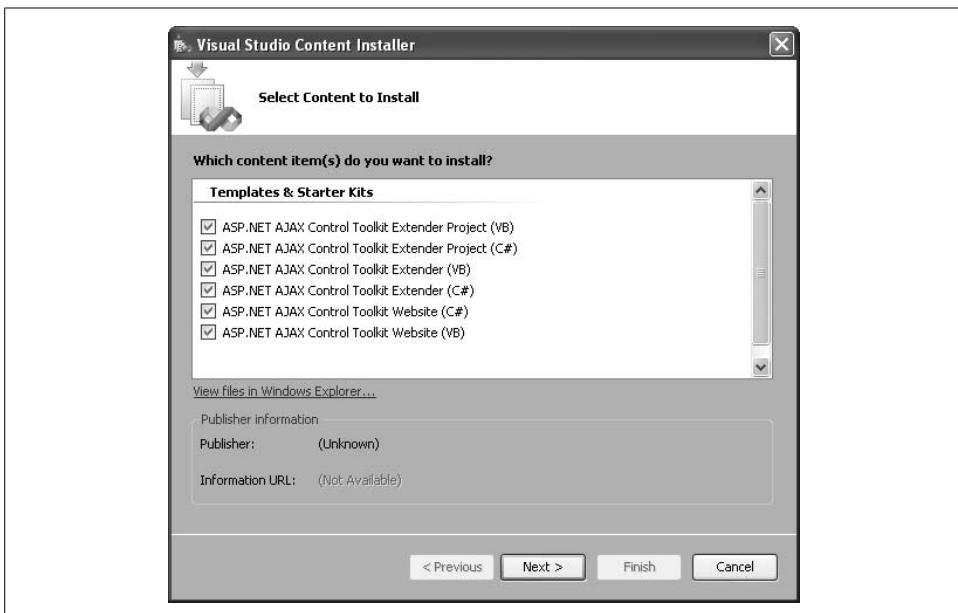 Visual Studio Content Installer
Select Content to Install
Which content item(s) do you want to install?
Templates & Starter Kits
ASP.NET AJAX Control Toolkit Extender Project (VB)
ASP.NET AJAX Control Toolkit Extender Project (C#)
ASP.NET AJAX Control Toolkit Extender (VB)
ASP.NET AJAX Control Toolkit Extender (C#)
ASP.NET AJAX Control Toolkit Website (C#)
ASP.NET AJAX Control Toolkit Website (VB)
View files in Windows Explorer...
Publisher information
Publisher: (Unknown)
Information URL: (Not Available)
< Previous Next > Finish Cancel